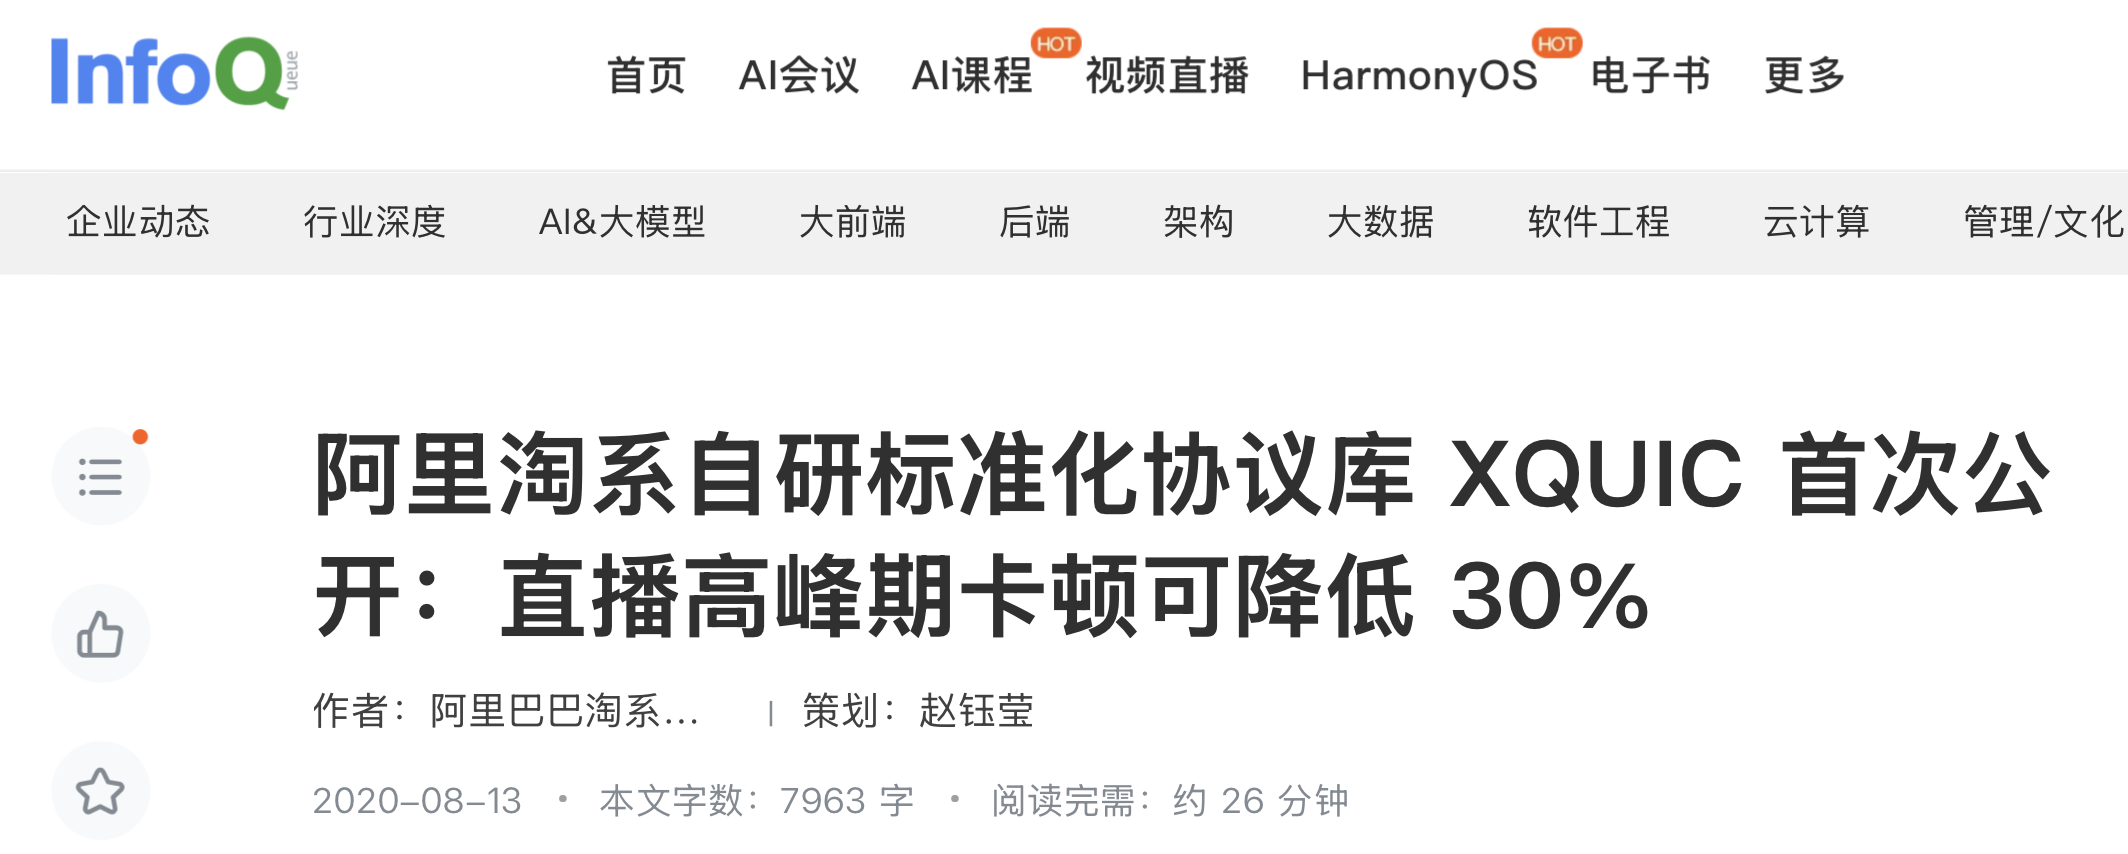 InfoQ ueue
首页 AI会议 AI课程 HOT 视频直播 HarmonyOS HOT 电子书 更多
企业动态 行业深度 AI&大模型 大前端 后端 架构 大数据 软件工程 云计算 管理/文化
阿里淘系自研标准化协议库 XQUIC 首次公
开：直播高峰期卡顿可降低 30%
作者：阿里巴巴淘系... | 策划：赵钰莹
2020-08-13 • 本文字数：7963 字 • 阅读完需：约 26 分钟